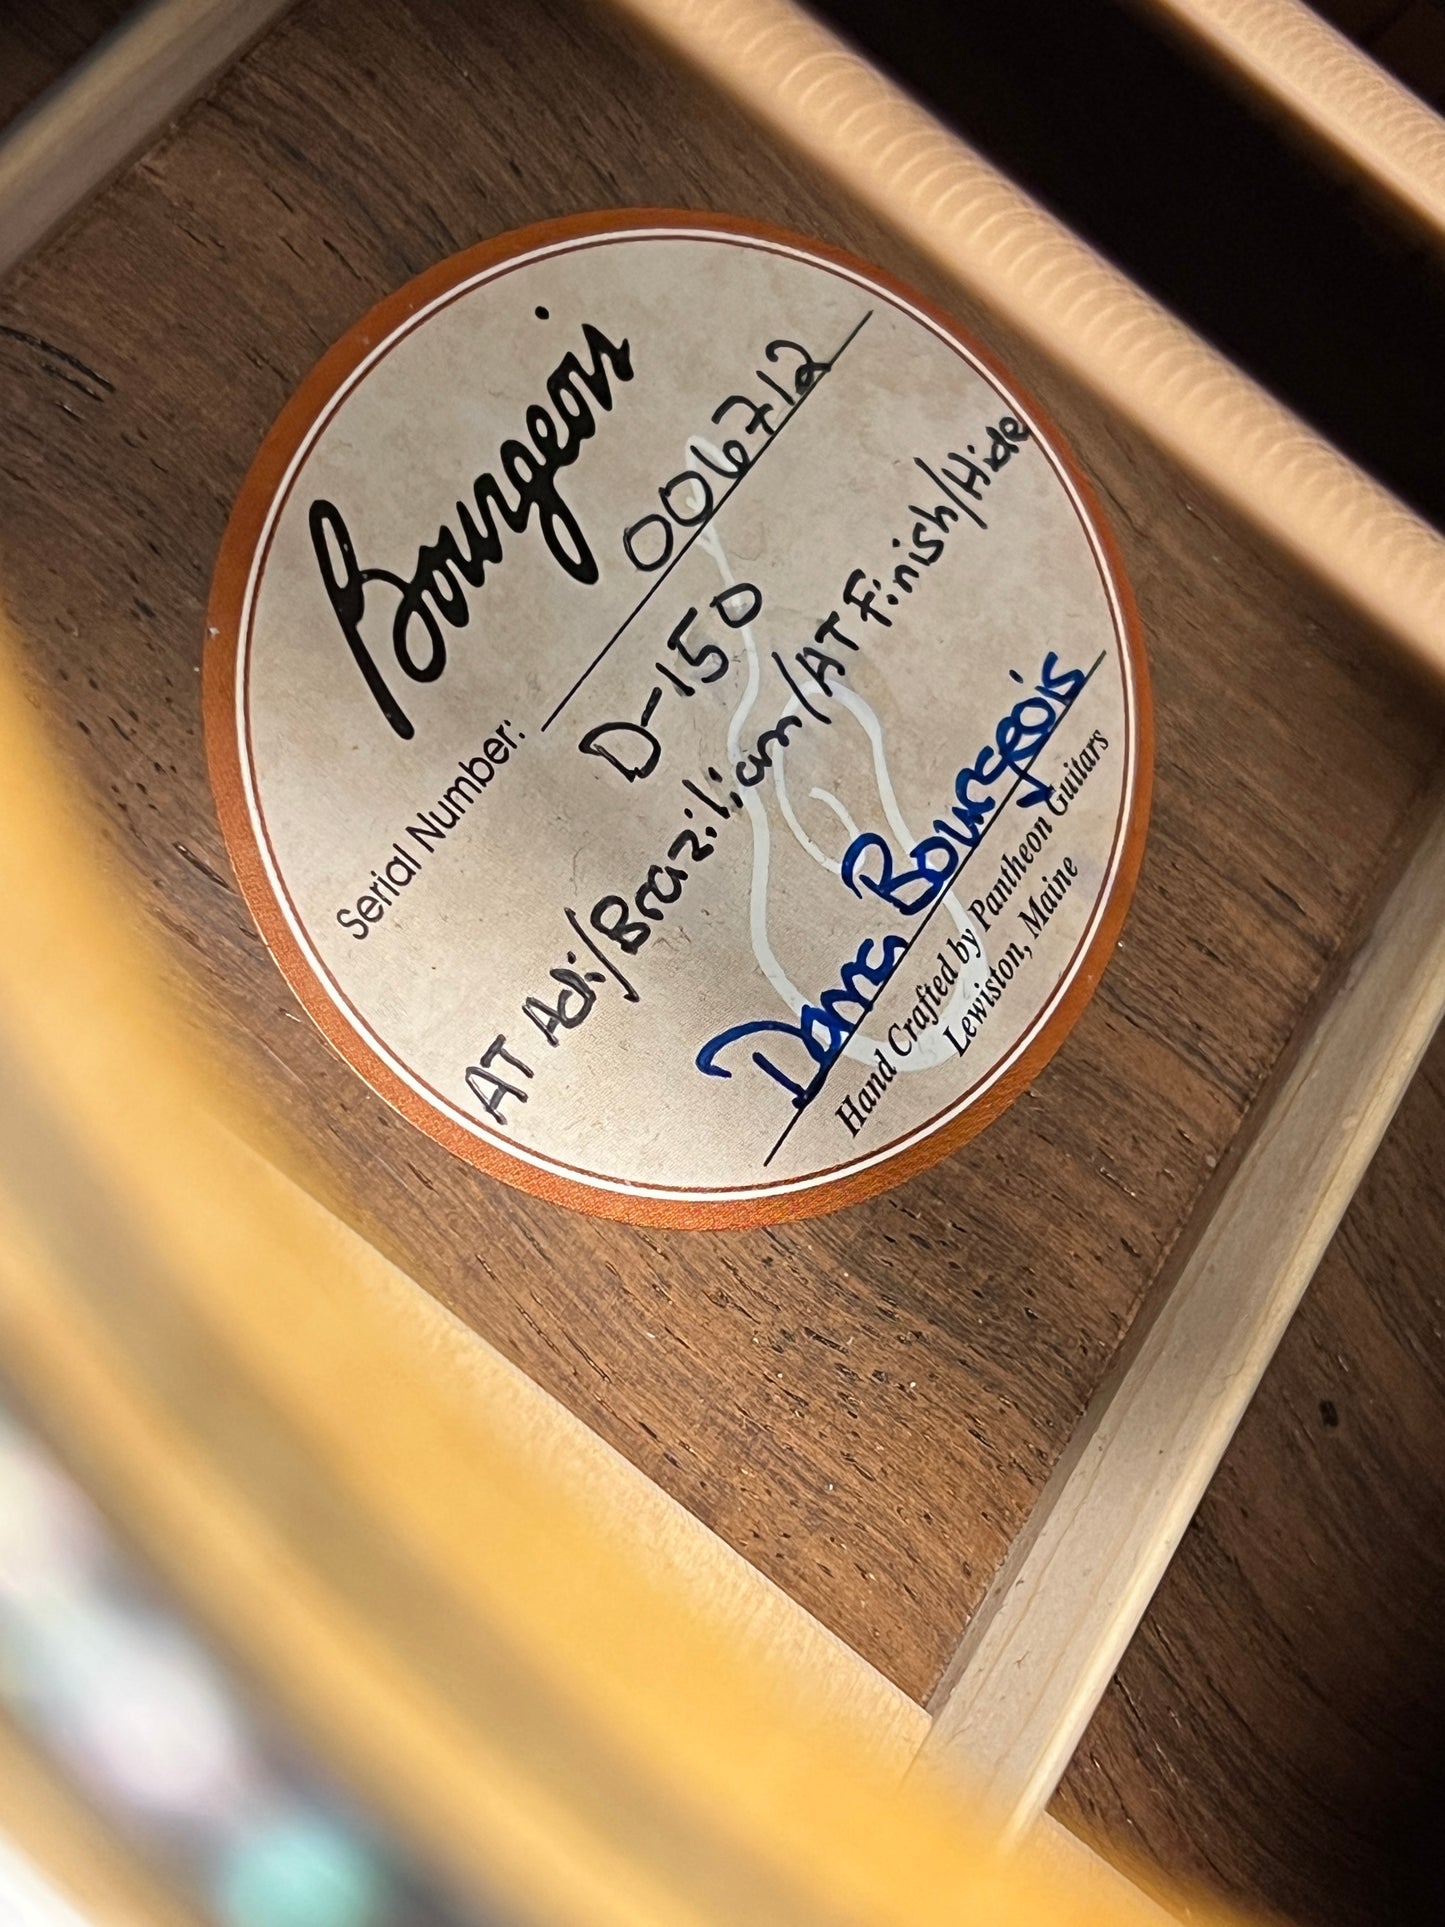 Bourgeois
Serial Number: 006712
D-150
AT Adi/Brazilian/AT Finish/Hide
Dana Bourgeois
Hand Crafted by Pantheon Guitars
Lewiston, Maine